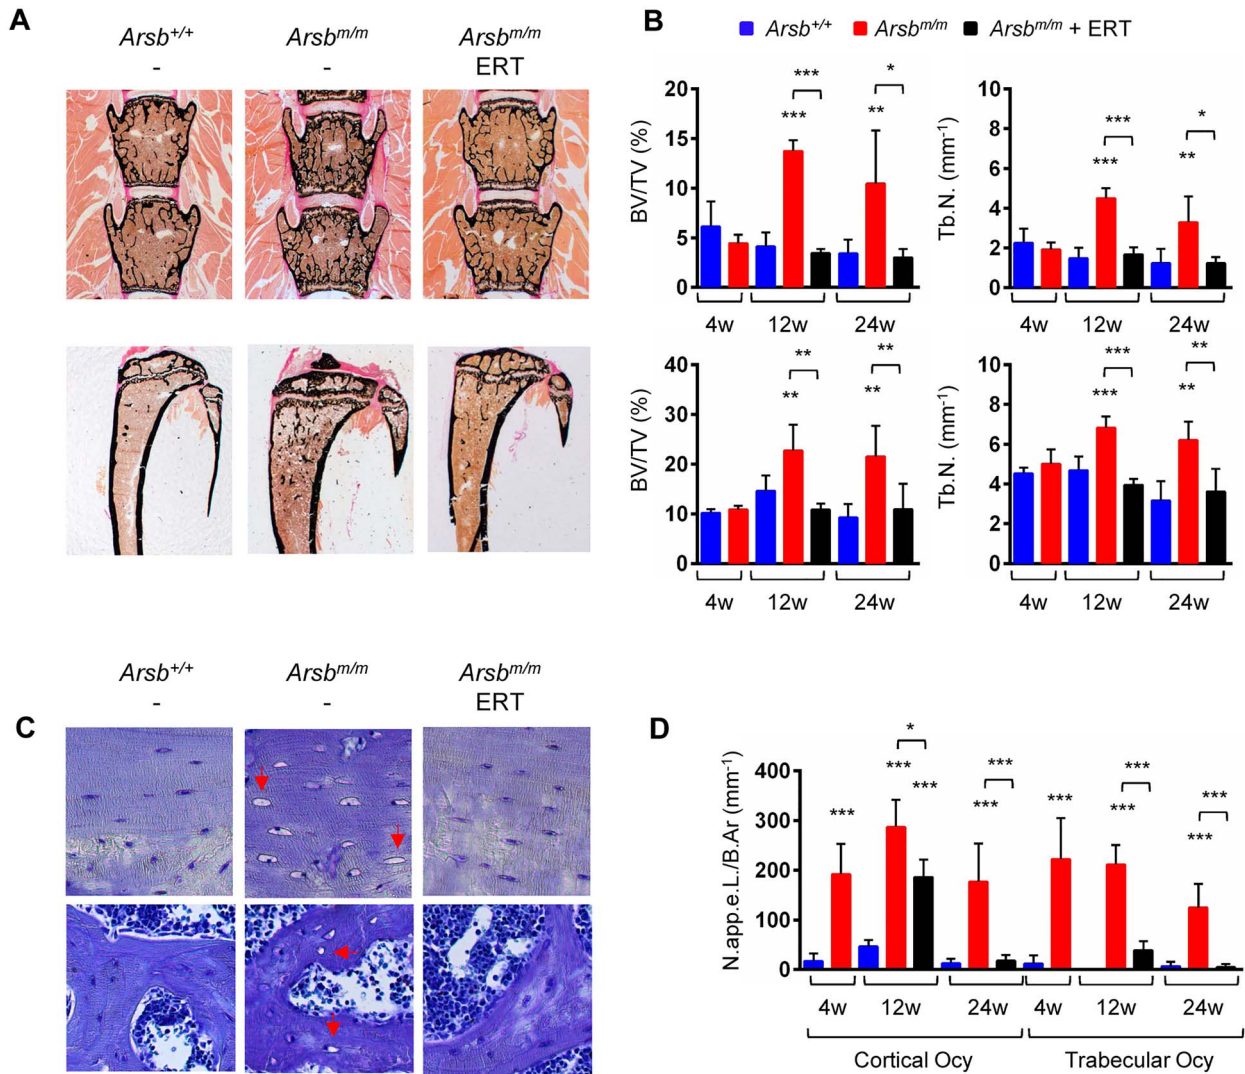 A
Arsb+/+ Arsbm/m Arsbm/m
- - ERT
B
Arsb+/+ Arsbm/m Arsbm/m + ERT
BV/TV (%)
20
15
10
5
0
*** *
*** **
4w 12w 24w
Tb.N. (mm-1)
10
8
6
4
2
0
*** *
*** **
4w 12w 24w
BV/TV (%)
40
30
20
10
0
** **
** **
4w 12w 24w
Tb.N. (mm-1)
10
8
6
4
2
0
*** **
*** **
4w 12w 24w
C
Arsb+/+ Arsbm/m Arsbm/m
- - ERT
D
N.app.e.L./B.Ar (mm-1)
400
300
200
100
0
* *** *** ***
*** *** *** *** *** *** ***
4w 12w 24w 4w 12w 24w
Cortical Ocy Trabecular Ocy